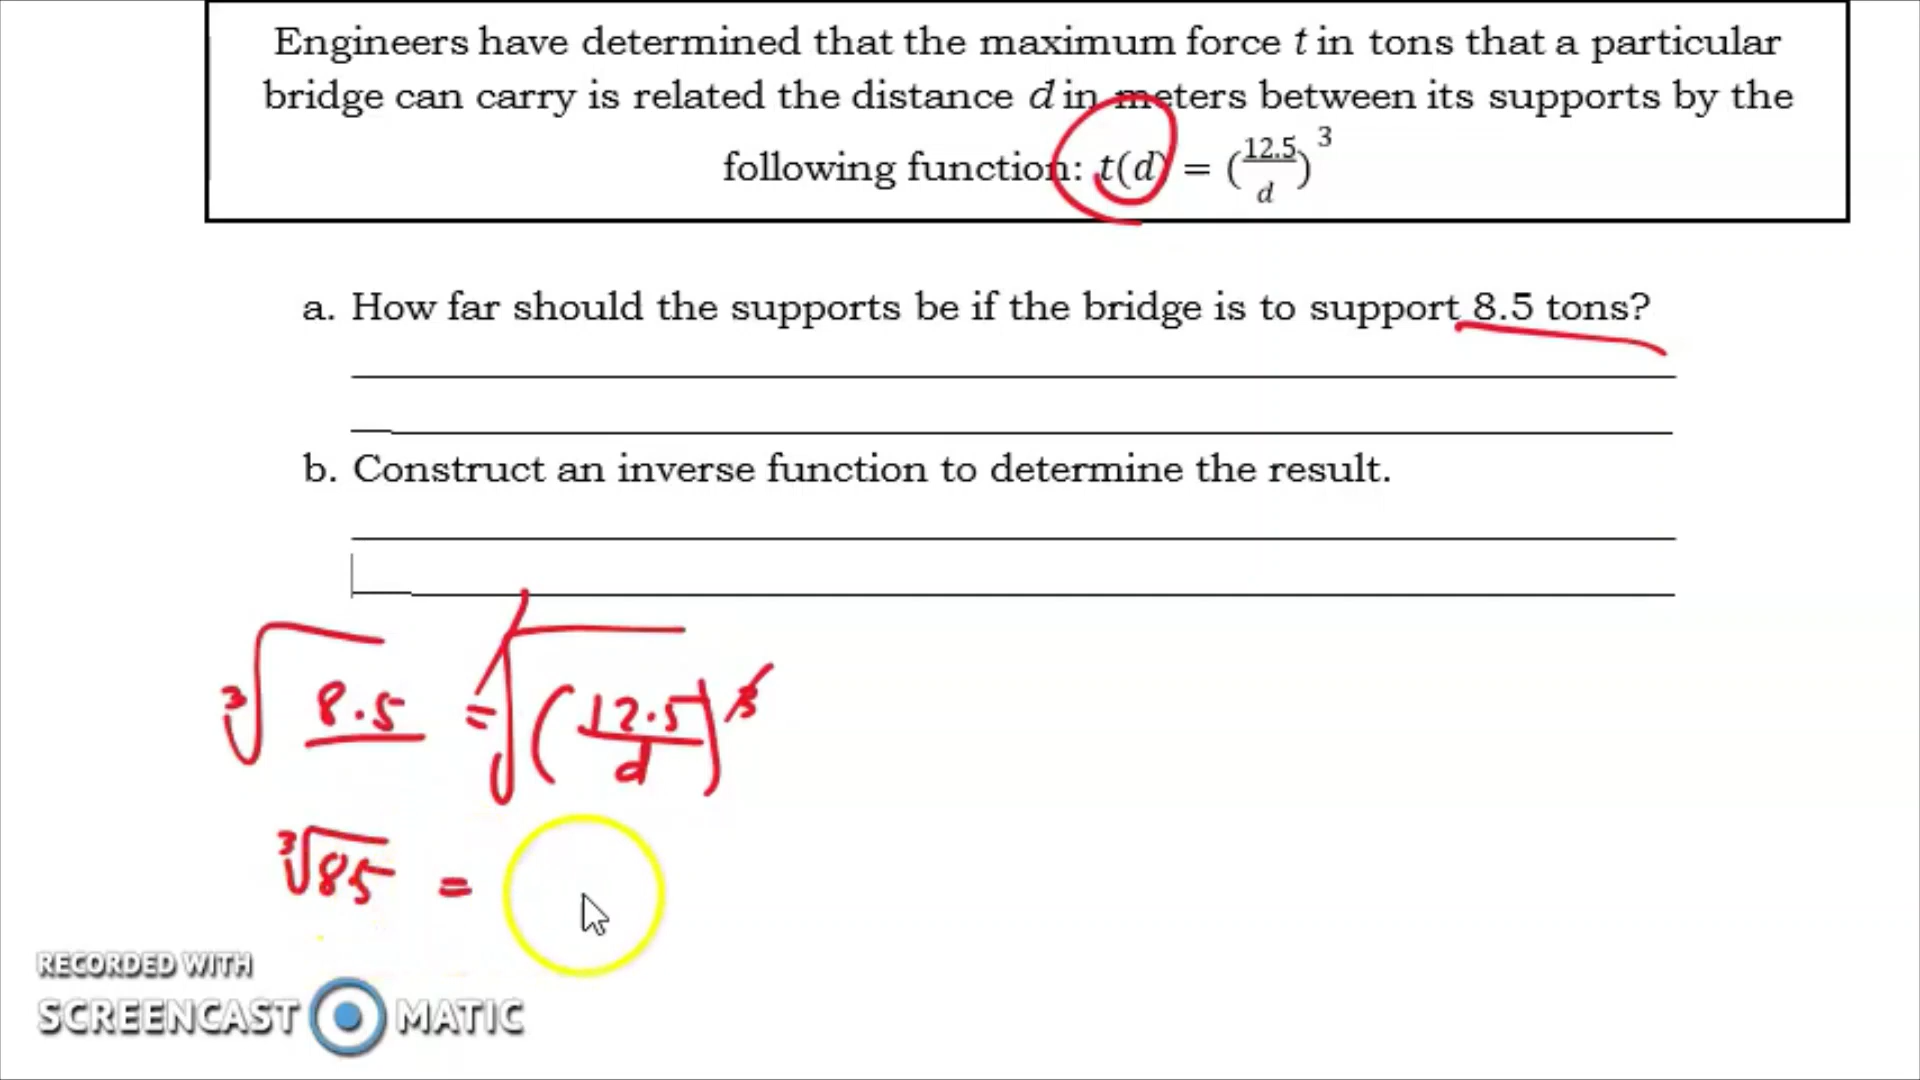 Engineers have determined that the maximum force t in tons that a particular
bridge can carry is related the distance d in meters between its supports by the
following function: t(d) = (12.5/d)³
a. How far should the supports be if the bridge is to support 8.5 tons?
b. Construct an inverse function to determine the result.
³√8.5 = √(12.5/d)³
³√85 =
RECORDED WITH
SCREENCAST MATIC